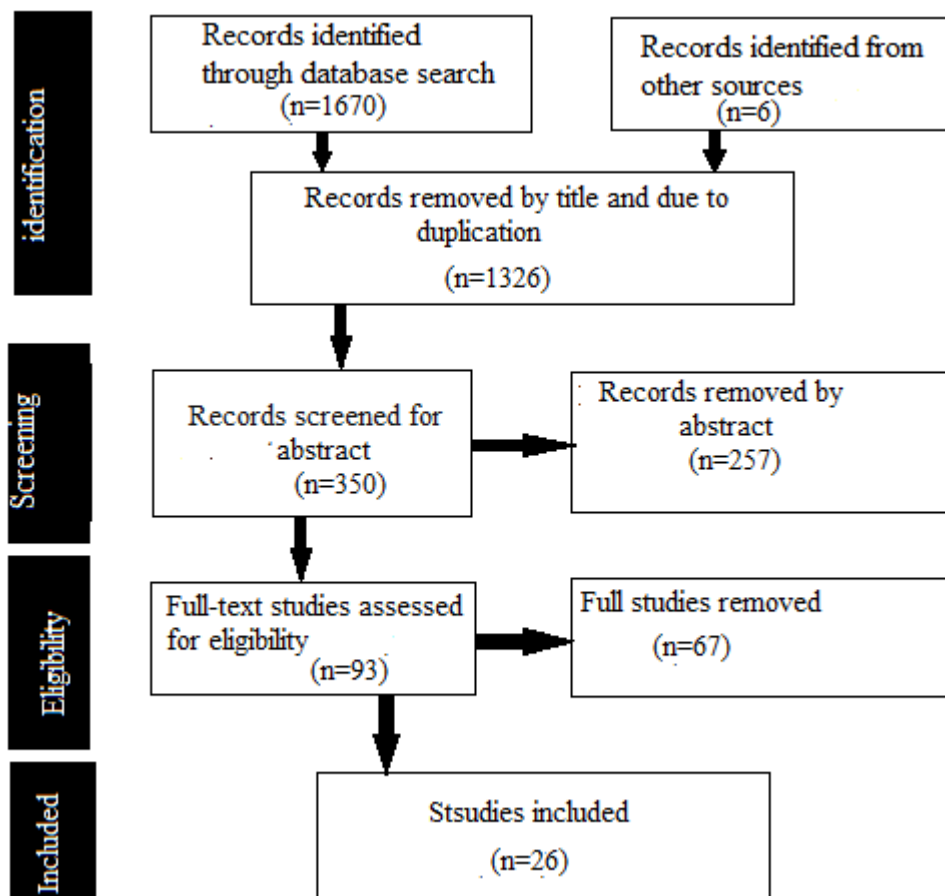 identification
Records identified
through database search
(n=1670)
Records identified from
other sources
(n=6)
Records removed by title and due to
duplication
(n=1326)
Screening
Records screened for
abstract
(n=350)
Records removed by
abstract
(n=257)
Eligibility
Full-text studies assessed
for eligibility
(n=93)
Full studies removed
(n=67)
Included
Stsudies included
(n=26)